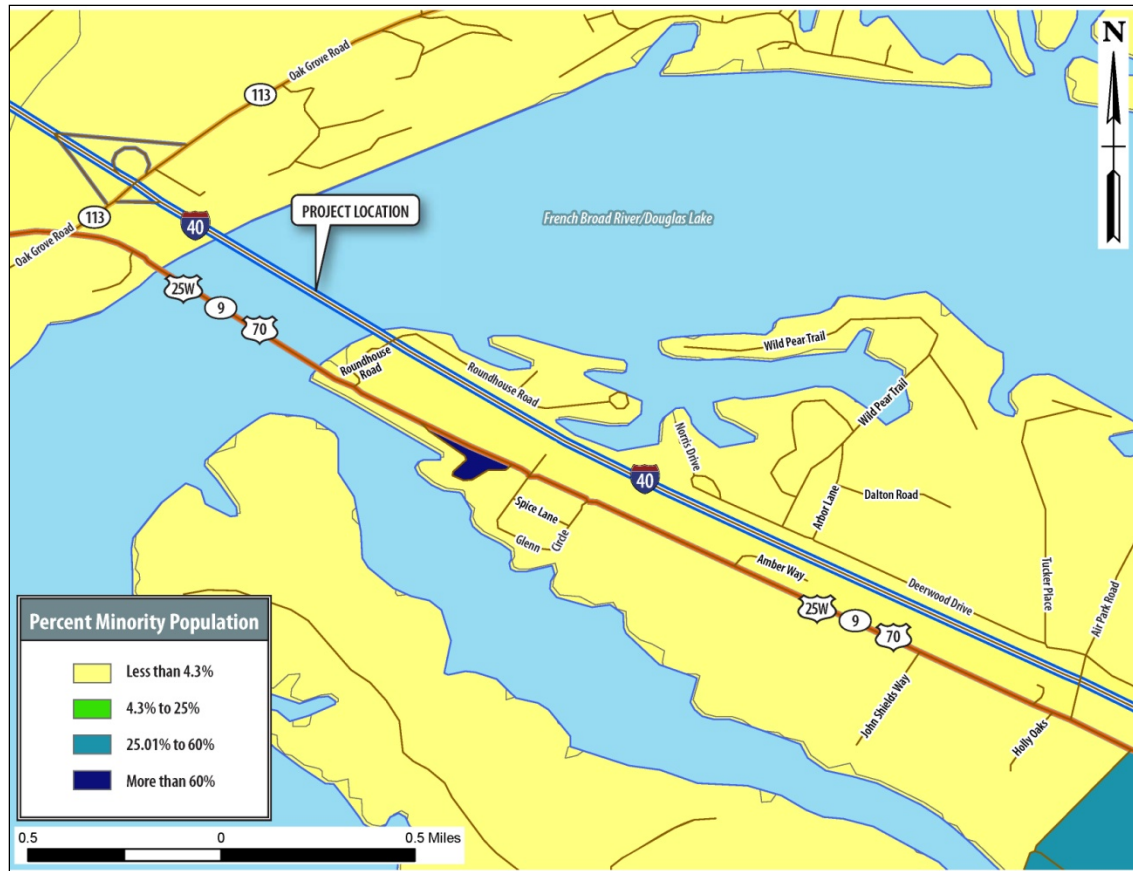 Oak Grove Road
113
N
113
Oak Grove Road
40
PROJECT LOCATION
French Broad River/Douglas Lake
25W
9
70
Wild Pear Trail
Roundhouse
Road
Roundhouse Road
Wild Pear Trail
Norris Drive
40
Dalton Road
Arbor Lane
Spice Lane
Glenn
Circle
Amber Way
Deerwood Drive
Tucker Place
Air Park Road
25W
9
70
John Shields Way
Holly Oaks
Percent Minority Population
Less than 4.3%
4.3% to 25%
25.01% to 60%
More than 60%
0.5
0
0.5 Miles